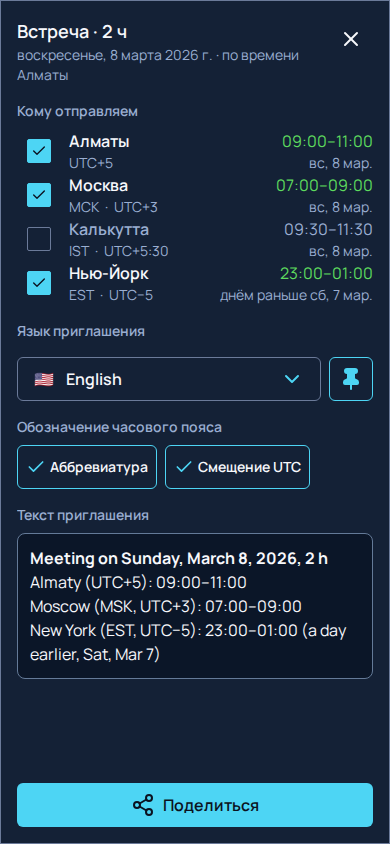 Встреча · 2 ч
воскресенье, 8 марта 2026 г. · по времени
Алматы
Кому отправляем
Алматы 09:00–11:00
UTC+5 вс, 8 мар.
Москва 07:00–09:00
МСК · UTC+3 вс, 8 мар.
Калькутта 09:30–11:30
IST · UTC+5:30 вс, 8 мар.
Нью-Йорк 23:00–01:00
EST · UTC−5 днём раньше сб, 7 мар.
Язык приглашения
English
Обозначение часового пояса
Аббревиатура Смещение UTC
Текст приглашения
Meeting on Sunday, March 8, 2026, 2 h
Almaty (UTC+5): 09:00–11:00
Moscow (MSK, UTC+3): 07:00–09:00
New York (EST, UTC−5): 23:00–01:00 (a day
earlier, Sat, Mar 7)
Поделиться